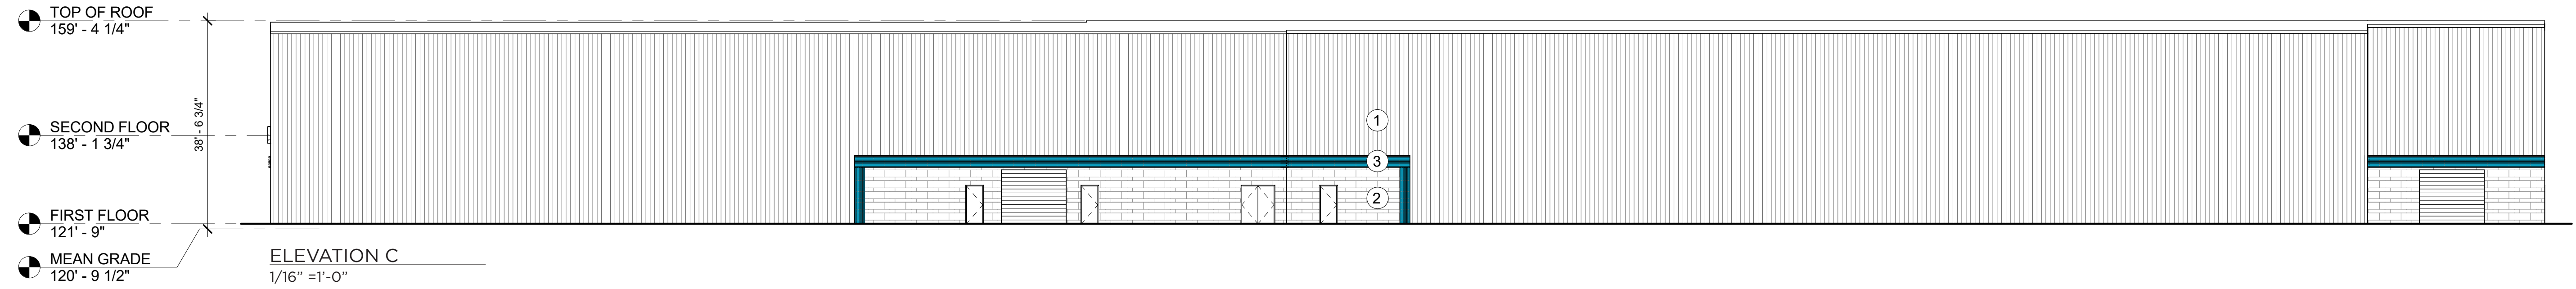 TOP OF ROOF
159' - 4 1/4"
38' - 6 3/4"
SECOND FLOOR
138' - 1 3/4"
FIRST FLOOR
121' - 9"
MEAN GRADE
120' - 9 1/2"
1
3
2
ELEVATION C
1/16” =1’-0”